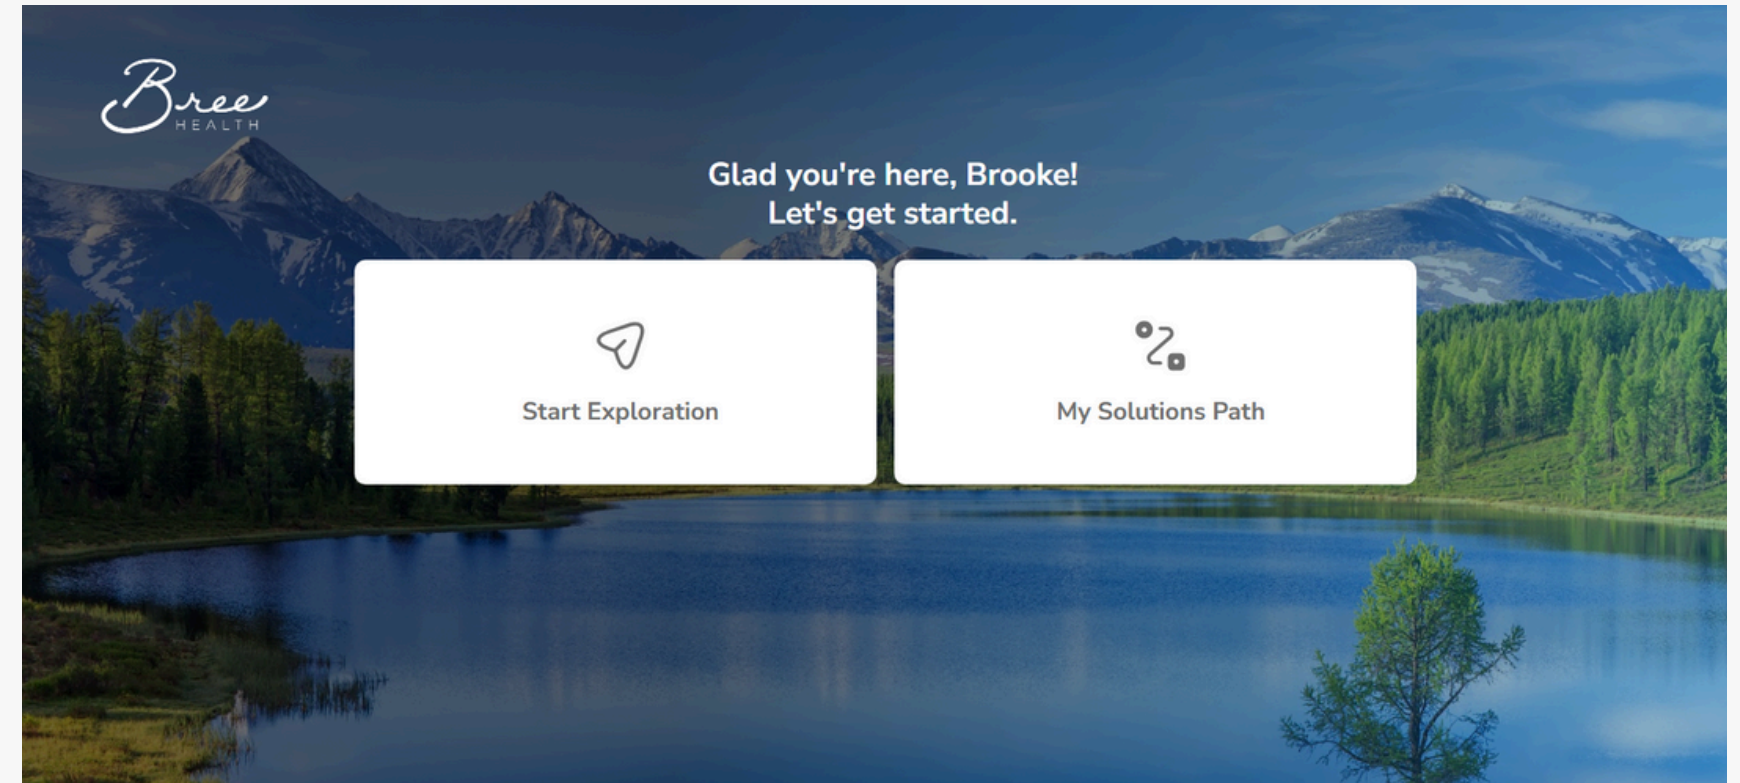 Bree
HEALTH
Glad you're here, Brooke!
Let's get started.
Start Exploration
My Solutions Path